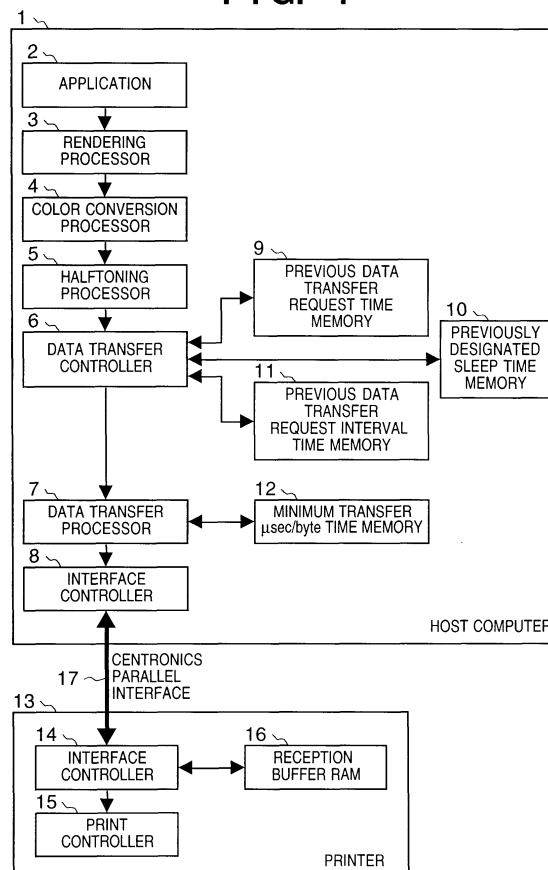 1
2
APPLICATION
3
RENDERING
PROCESSOR
4
COLOR CONVERSION
PROCESSOR
5
HALFTONING
PROCESSOR
6
DATA TRANSFER
CONTROLLER
9
PREVIOUS DATA
TRANSFER
REQUEST TIME
MEMORY
10
PREVIOUSLY
DESIGNATED
SLEEP TIME
MEMORY
11
PREVIOUS DATA
TRANSFER
REQUEST INTERVAL
TIME MEMORY
7
DATA TRANSFER
PROCESSOR
12
MINIMUM TRANSFER
μsec/byte TIME MEMORY
8
INTERFACE
CONTROLLER
HOST COMPUTER
17
CENTRONICS
PARALLEL
INTERFACE
13
14
INTERFACE
CONTROLLER
16
RECEPTION
BUFFER RAM
15
PRINT
CONTROLLER
PRINTER